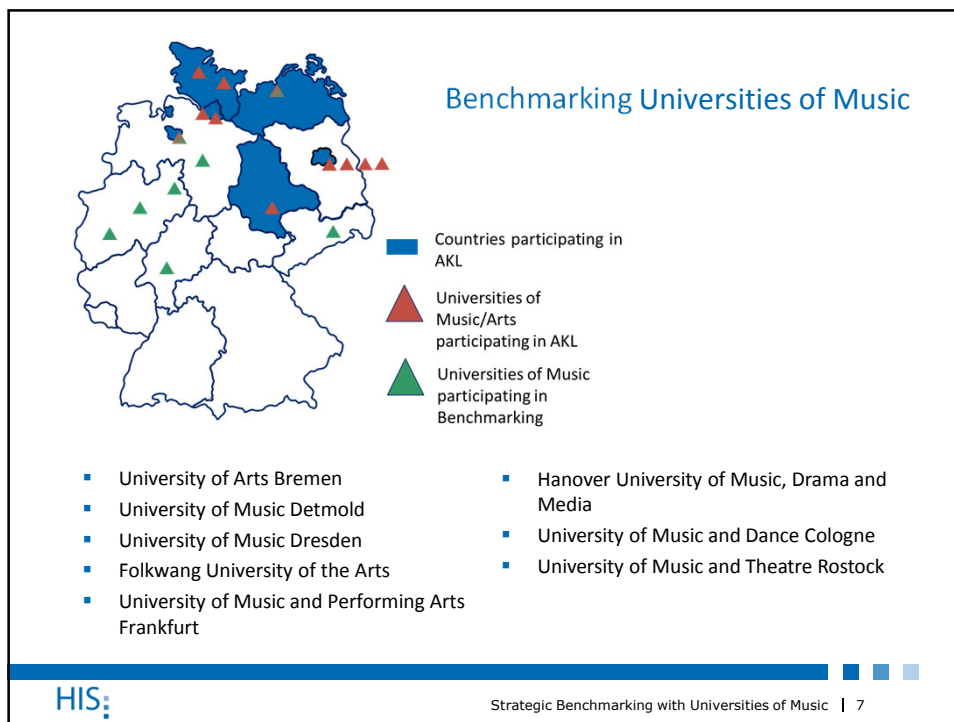 Benchmarking Universities of Music
Countries participating in
AKL
Universities of
Music/Arts
participating in AKL
Universities of Music
participating in
Benchmarking
▪ University of Arts Bremen
▪ University of Music Detmold
▪ University of Music Dresden
▪ Folkwang University of the Arts
▪ University of Music and Performing Arts
Frankfurt
▪ Hanover University of Music, Drama and
Media
▪ University of Music and Dance Cologne
▪ University of Music and Theatre Rostock
HIS:
Strategic Benchmarking with Universities of Music | 7